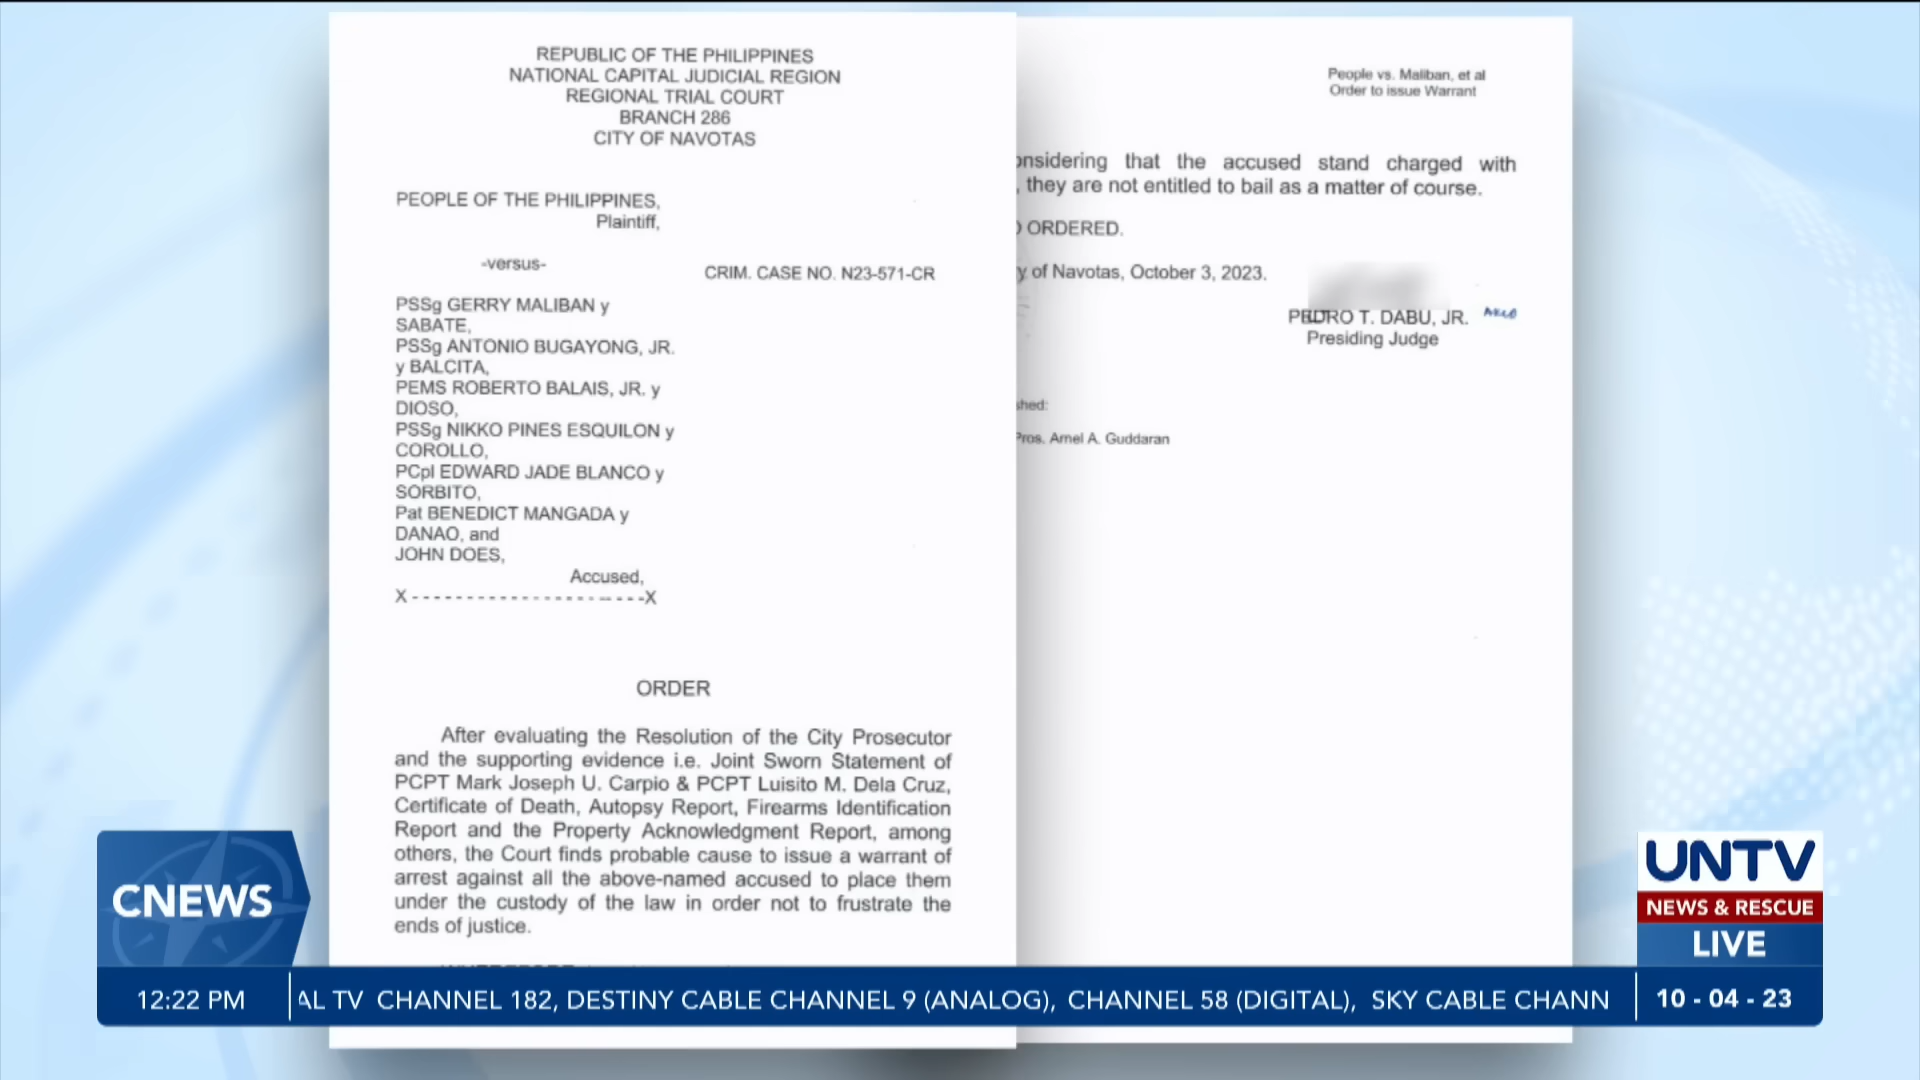 REPUBLIC OF THE PHILIPPINES
NATIONAL CAPITAL JUDICIAL REGION
REGIONAL TRIAL COURT
BRANCH 286
CITY OF NAVOTAS
PEOPLE OF THE PHILIPPINES,
Plaintiff,
-versus-
CRIM. CASE NO. N23-571-CR
PSSg GERRY MALIBAN y
SABATE,
PSSg ANTONIO BUGAYONG, JR.
y BALCITA,
PEMS ROBERTO BALAIS, JR. y
DIOSO,
PSSg NIKKO PINES ESQUILON y
COROLLO,
PCpl EDWARD JADE BLANCO y
SORBITO,
Pat BENEDICT MANGADA y
DANAO, and
JOHN DOES,
Accused,
X - - - - - - - - - - - - - - - - - - - - - - - - -X
ORDER
After evaluating the Resolution of the City Prosecutor
and the supporting evidence i.e. Joint Sworn Statement of
PCPT Mark Joseph U. Carpio & PCPT Luisito M. Dela Cruz,
Certificate of Death, Autopsy Report, Firearms Identification
Report and the Property Acknowledgment Report, among
others, the Court finds probable cause to issue a warrant of
arrest against all the above-named accused to place them
under the custody of the law in order not to frustrate the
ends of justice.
People vs. Maliban, et al
Order to issue Warrant
onsidering that the accused stand charged with
, they are not entitled to bail as a matter of course.
ORDERED.
y of Navotas, October 3, 2023.
PEDRO T. DABU, JR.
Presiding Judge
shed:
Pros. Arnel A. Guddaran
CNEWS
UNTV
NEWS & RESCUE
LIVE
12:22 PM
AL TV CHANNEL 182, DESTINY CABLE CHANNEL 9 (ANALOG), CHANNEL 58 (DIGITAL), SKY CABLE CHANN
10 - 04 - 23